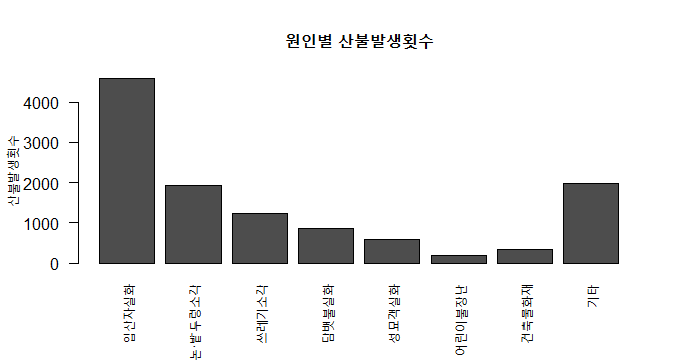 원인별 산불발생횟수
산불발생횟수
4000
3000
2000
1000
0
입산자실화
논·밭두렁소각
쓰레기소각
담뱃불실화
성묘객실화
어린이불장난
건축물화재
기타